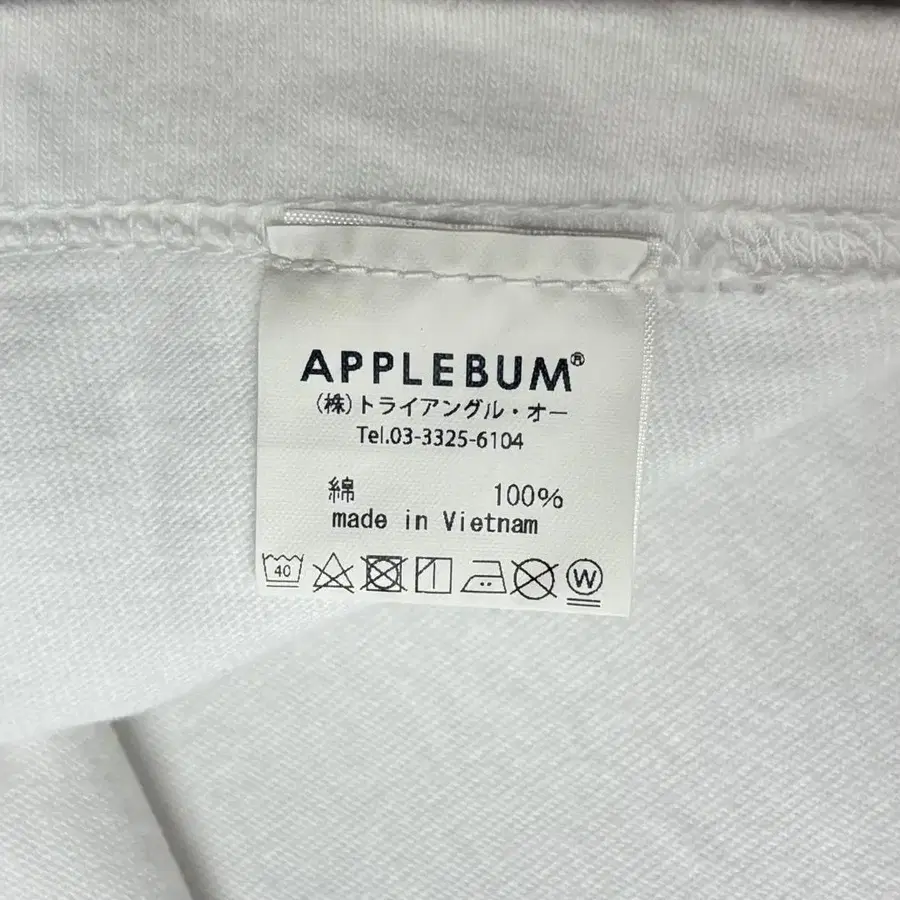 APPLEBUM®
(株)トライアングル・オー
Tel.03-3325-6104
綿 100%
made in Vietnam
40 W